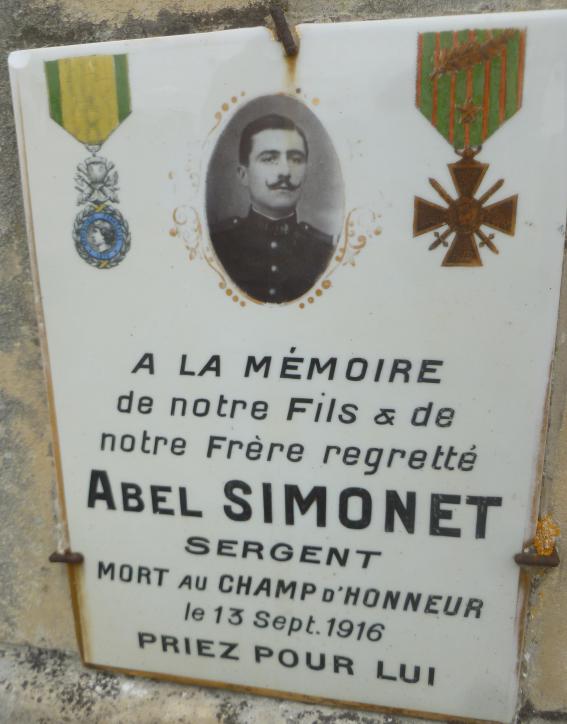 A LA MÉMOIRE
de notre Fils & de
notre Frère regretté
ABEL SIMONET
SERGENT
MORT AU CHAMP D'HONNEUR
le 13 Sept. 1916
PRIEZ POUR LUI